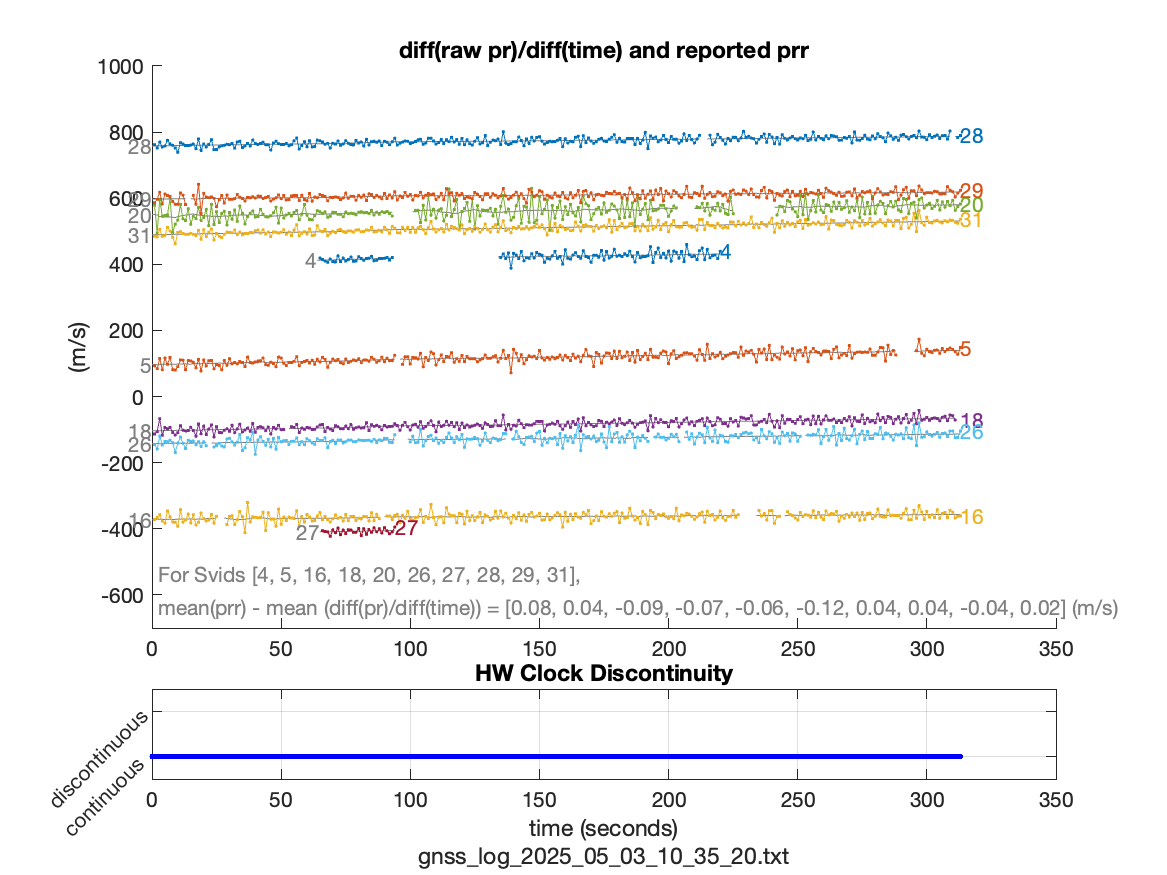 diff(raw pr)/diff(time) and reported prr
1000
800
600
400
200
0
-200
-400
-600
(m/s)
28
29
20
31
4
5
18
26
16
27
28
29
20
31
4
5
18
26
16
27
For Svids [4, 5, 16, 18, 20, 26, 27, 28, 29, 31],
mean(prr) - mean (diff(pr)/diff(time)) = [0.08, 0.04, -0.09, -0.07, -0.06, -0.12, 0.04, 0.04, -0.04, 0.02] (m/s)
0 50 100 150 200 250 300 350
HW Clock Discontinuity
discontinuous
continuous
0 50 100 150 200 250 300 350
time (seconds)
gnss_log_2025_05_03_10_35_20.txt